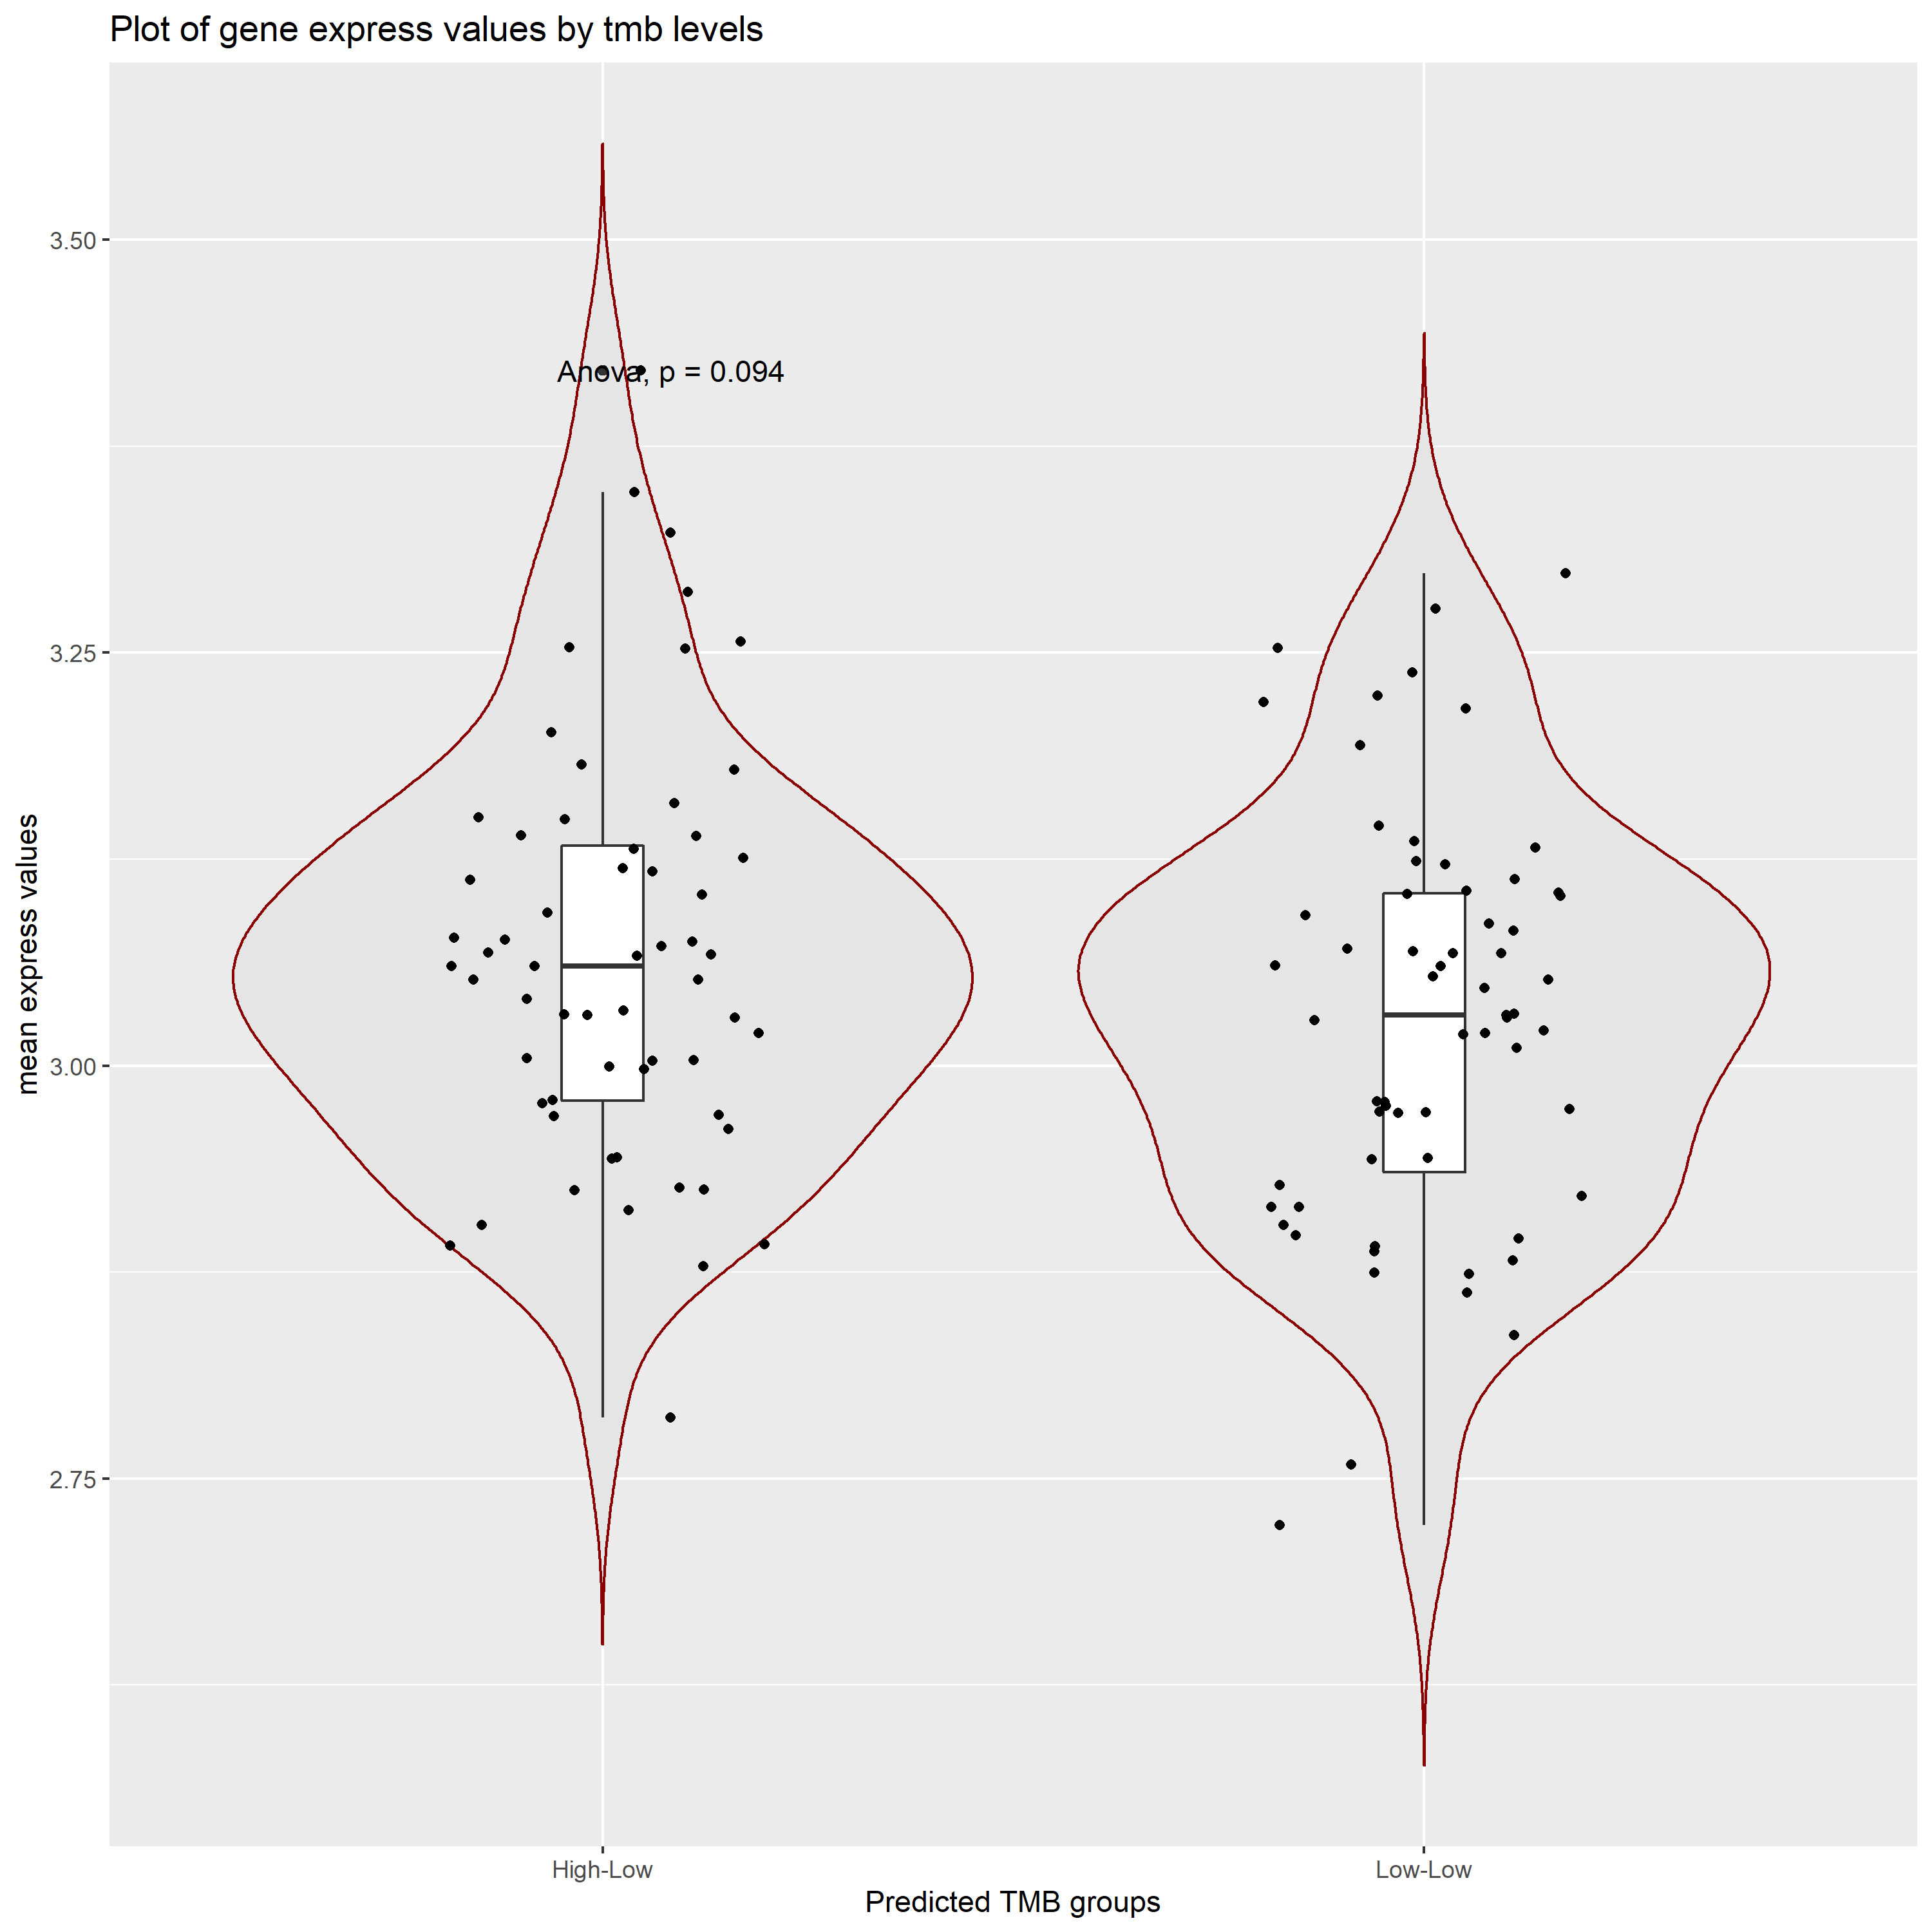 Plot of gene express values by tmb levels
3.50
Anova, p = 0.094
3.25
mean express values
3.00
2.75
High-Low
Low-Low
Predicted TMB groups